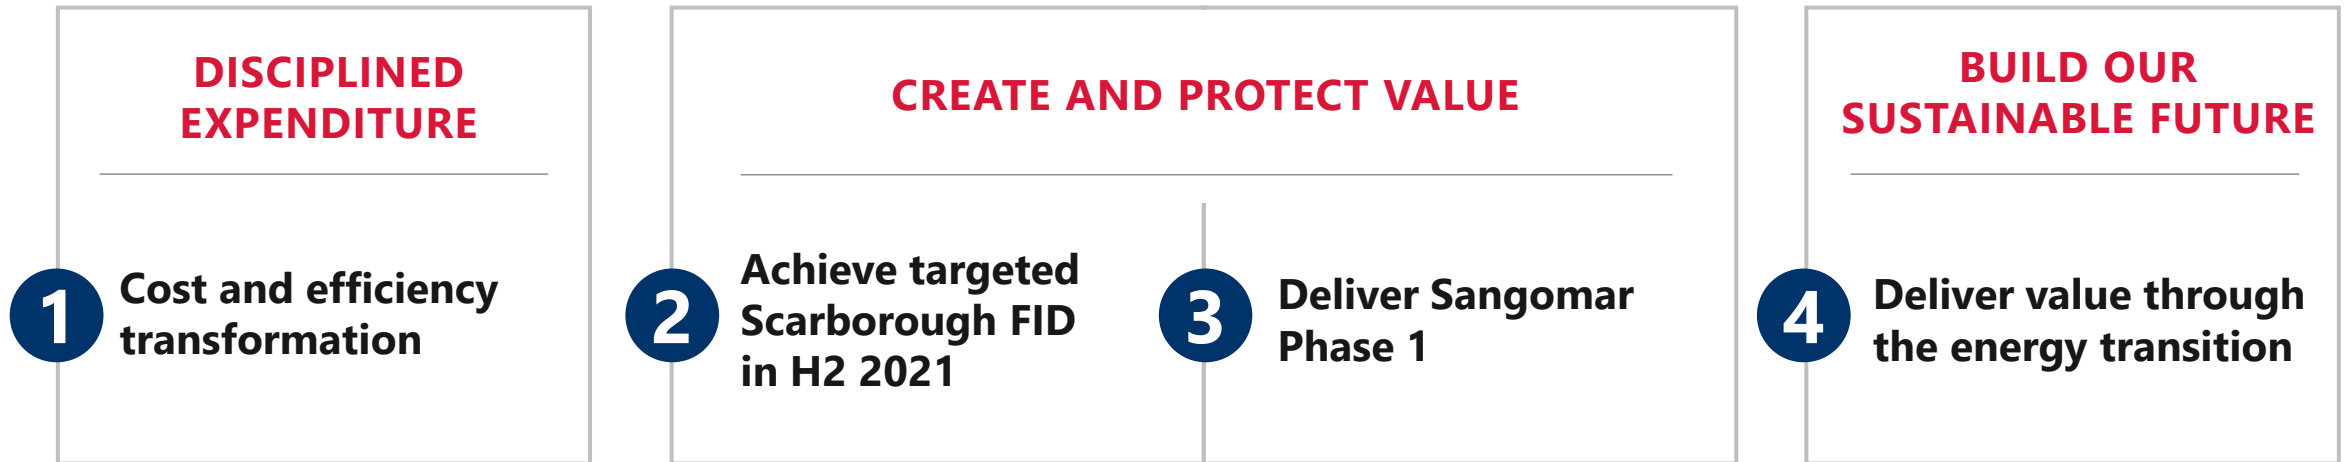 DISCIPLINED
EXPENDITURE
1
Cost and efficiency
transformation
CREATE AND PROTECT VALUE
2
Achieve targeted
Scarborough FID
in H2 2021
3
Deliver Sangomar
Phase 1
BUILD OUR
SUSTAINABLE FUTURE
4
Deliver value through
the energy transition